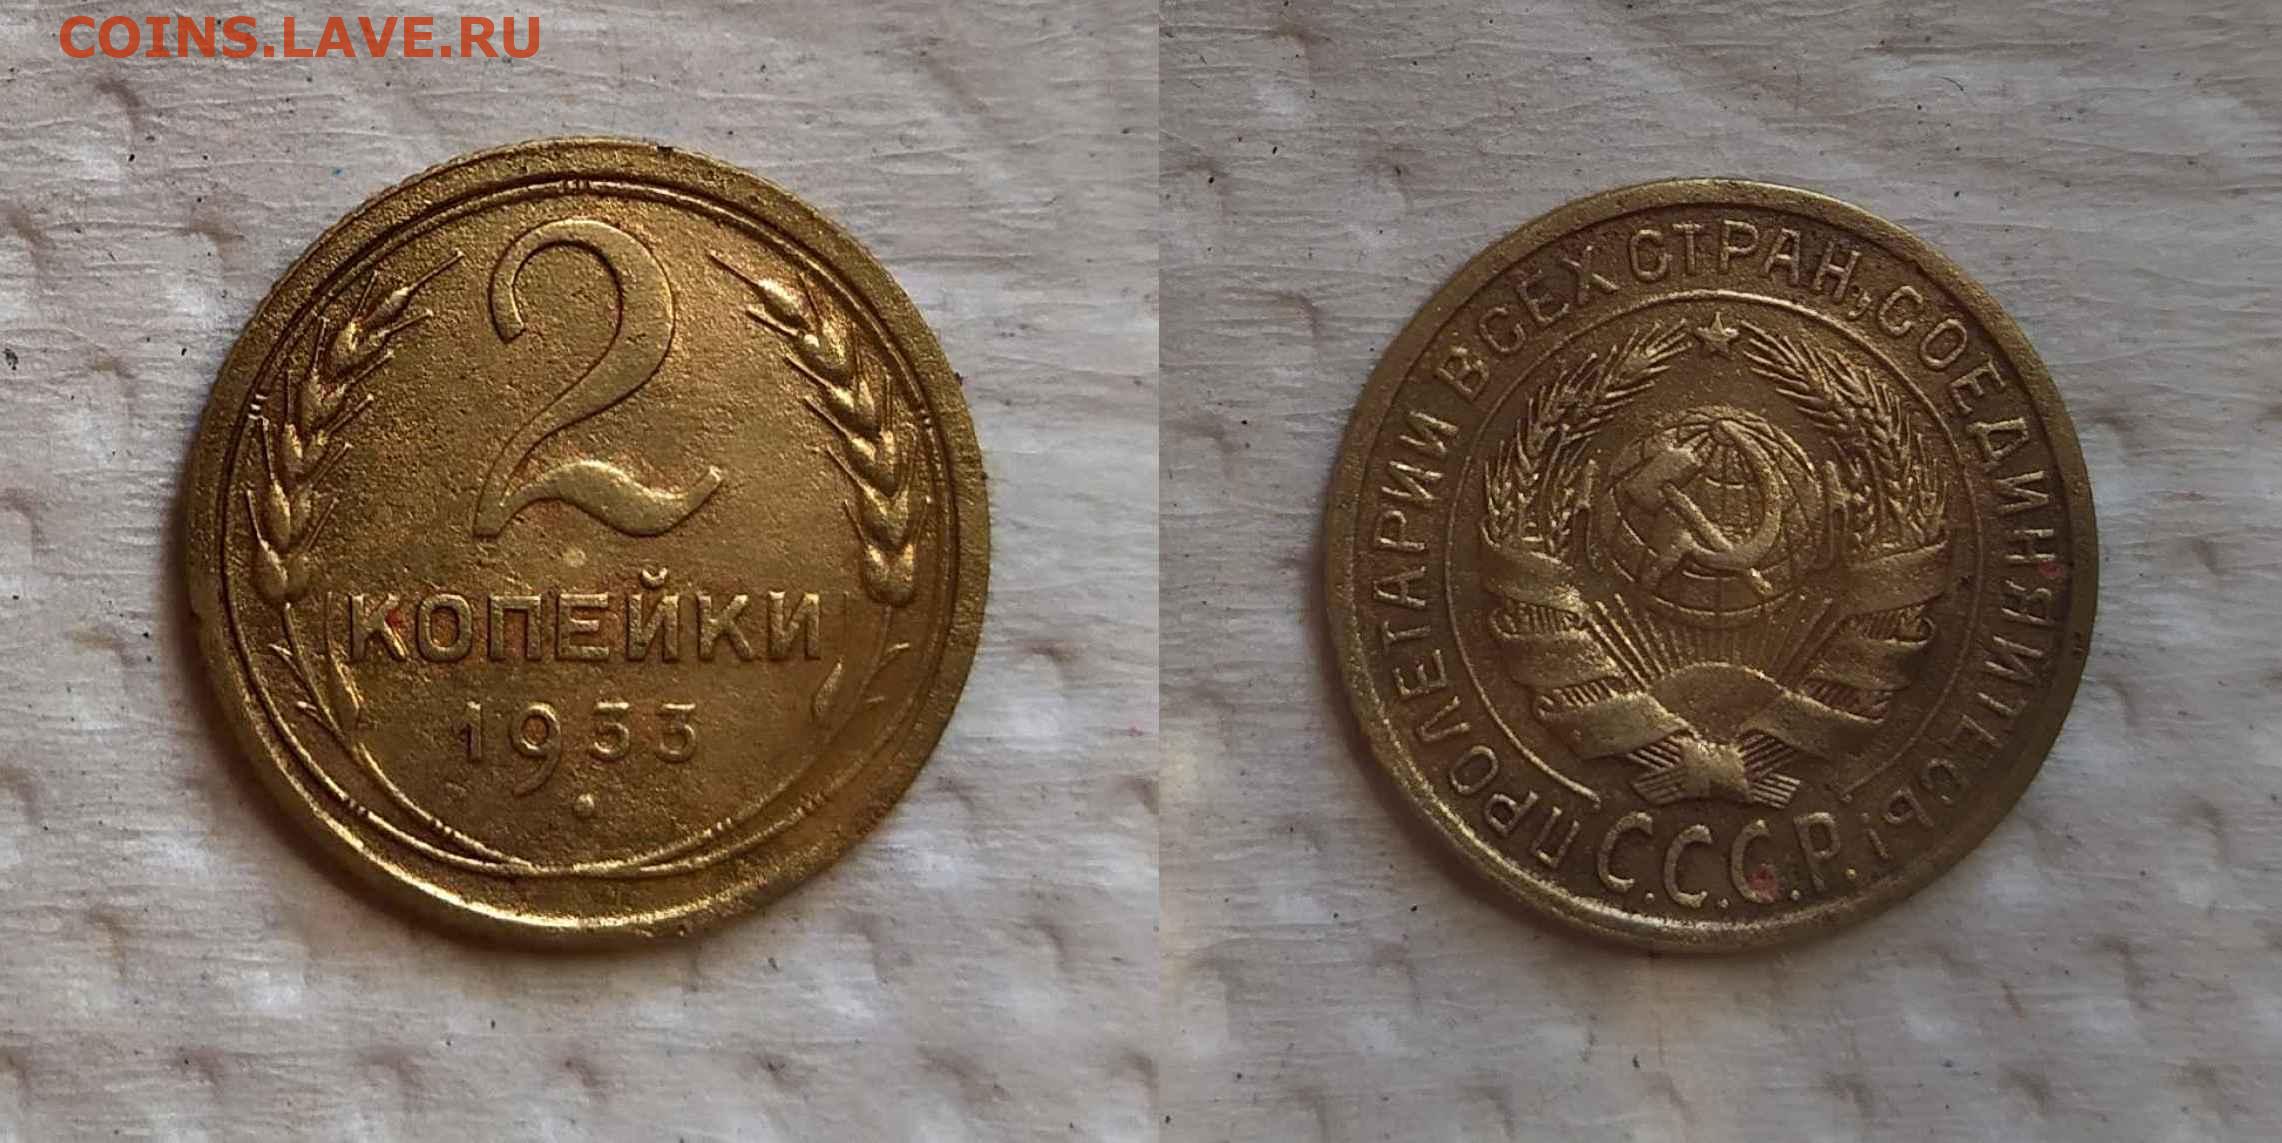 COINS.LAVE.RU
2
КОПЕЙКИ
1933
ПРОЛЕТАРИИ ВСЕХ СТРАН, СОЕДИНЯЙТЕСЬ!
С.С.С.Р.